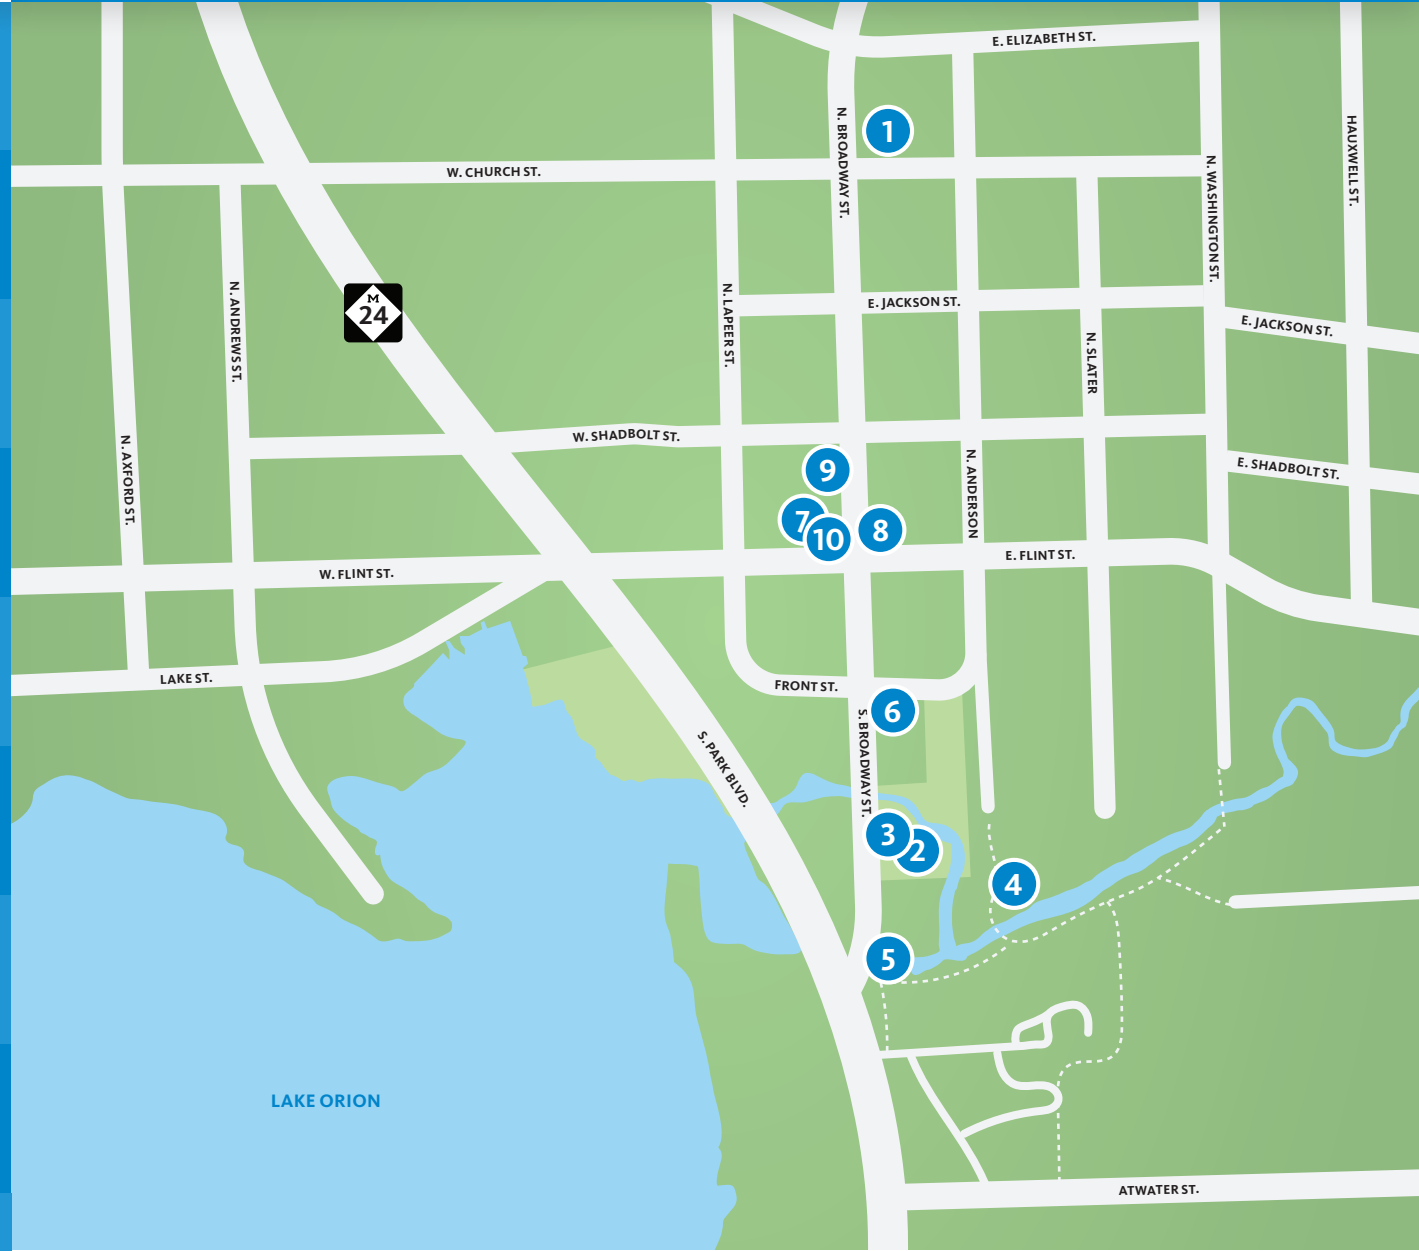 E. ELIZABETH ST.
N. BROADWAY ST.
1
HAUXWELL ST.
W. CHURCH ST.
N. WASHINGTON ST.
M
24
N. ANDREWS ST.
N. LAPEER ST.
E. JACKSON ST.
E. JACKSON ST.
N. SLATER
N. AXFORD ST.
W. SHADBOLT ST.
9
N. ANDERSON
E. SHADBOLT ST.
7
10
8
W. FLINT ST.
E. FLINT ST.
LAKE ST.
FRONT ST.
6
S. PARK BLVD.
S. BROADWAY ST.
3
2
4
5
LAKE ORION
ATWATER ST.